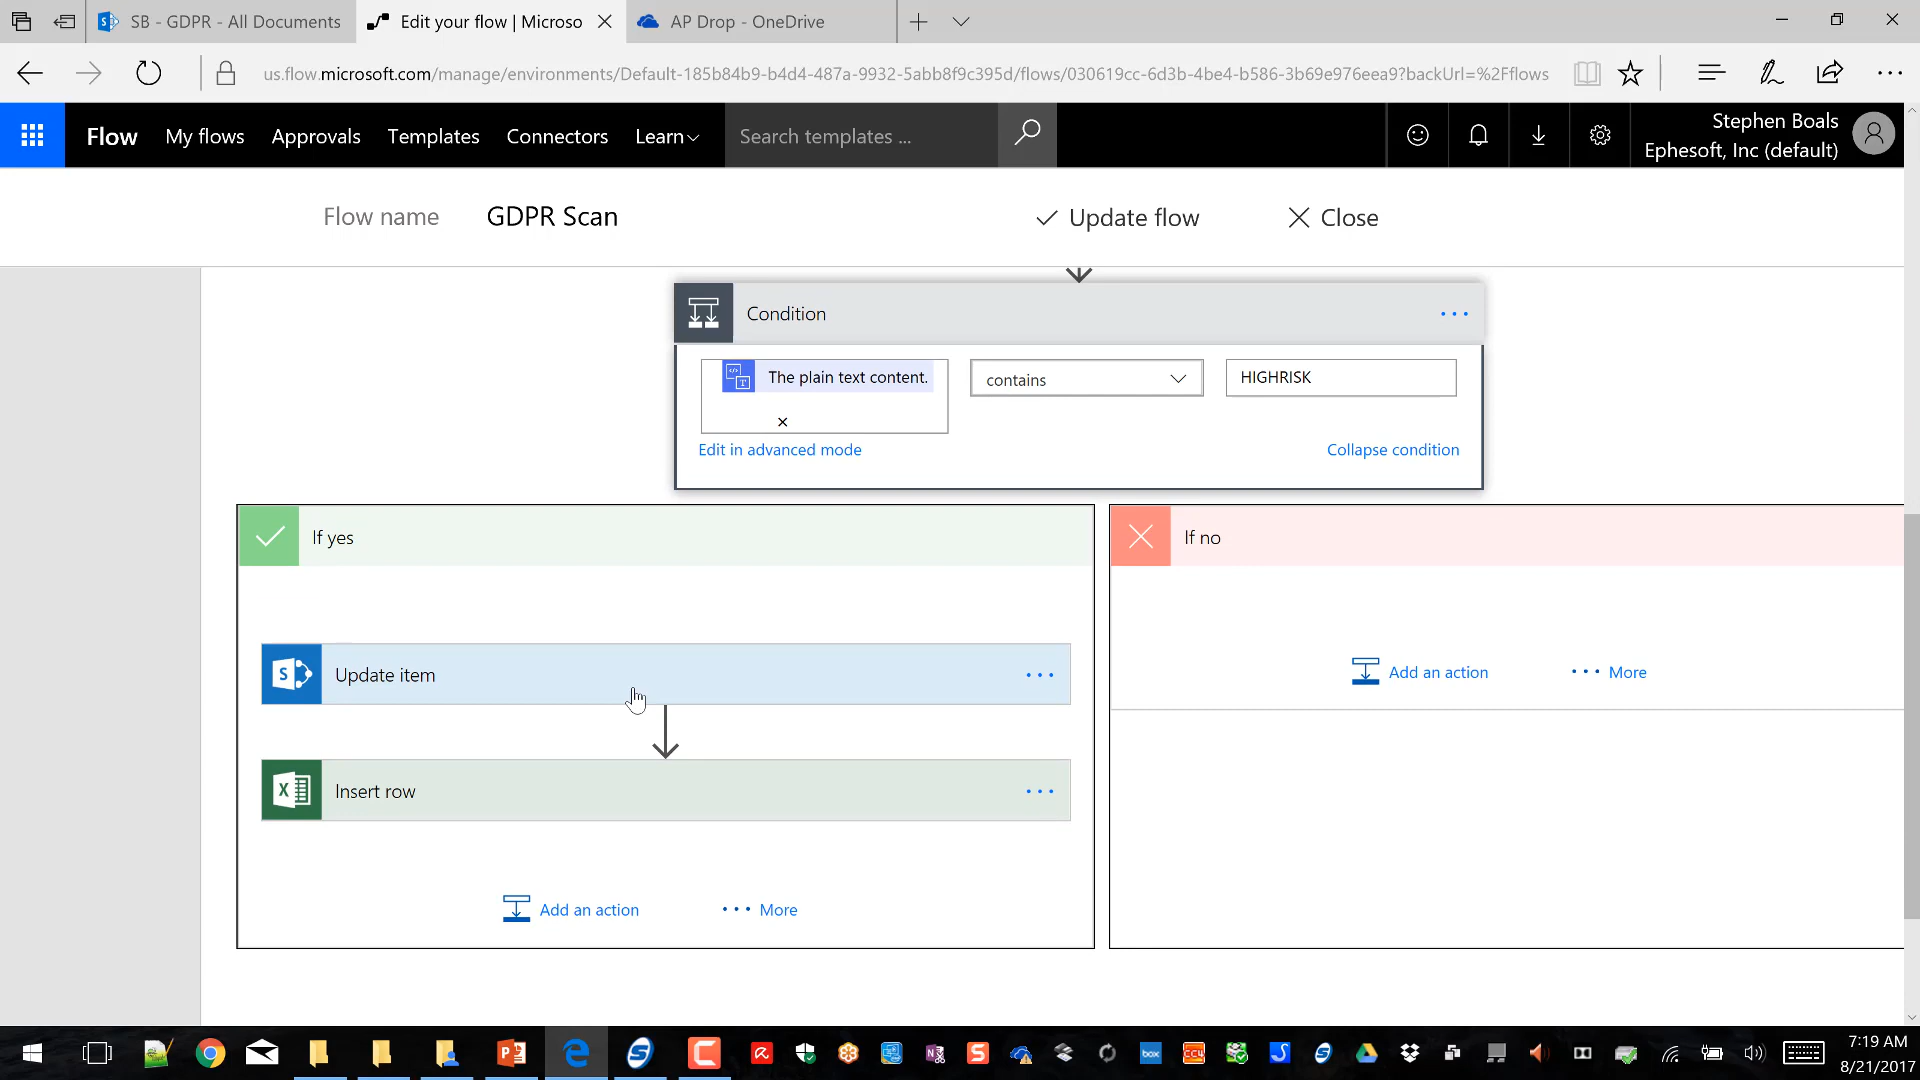 SB - GDPR - All Documents
Edit your flow | Microso
AP Drop - OneDrive
us.flow.microsoft.com/manage/environments/Default-185b84b9-b4d4-487a-9932-5abb8f9c395d/flows/030619cc-6d3b-4be4-b586-3b69e976eea9?backUrl=%2Fflows
Flow
My flows
Approvals
Templates
Connectors
Learn
Search templates ...
Stephen Boals
Ephesoft, Inc (default)
Flow name
GDPR Scan
Update flow
Close
Condition
The plain text content.
contains
HIGHRISK
Edit in advanced mode
Collapse condition
If yes
If no
Update item
Add an action
More
Insert row
Add an action
More
7:19 AM
8/21/2017